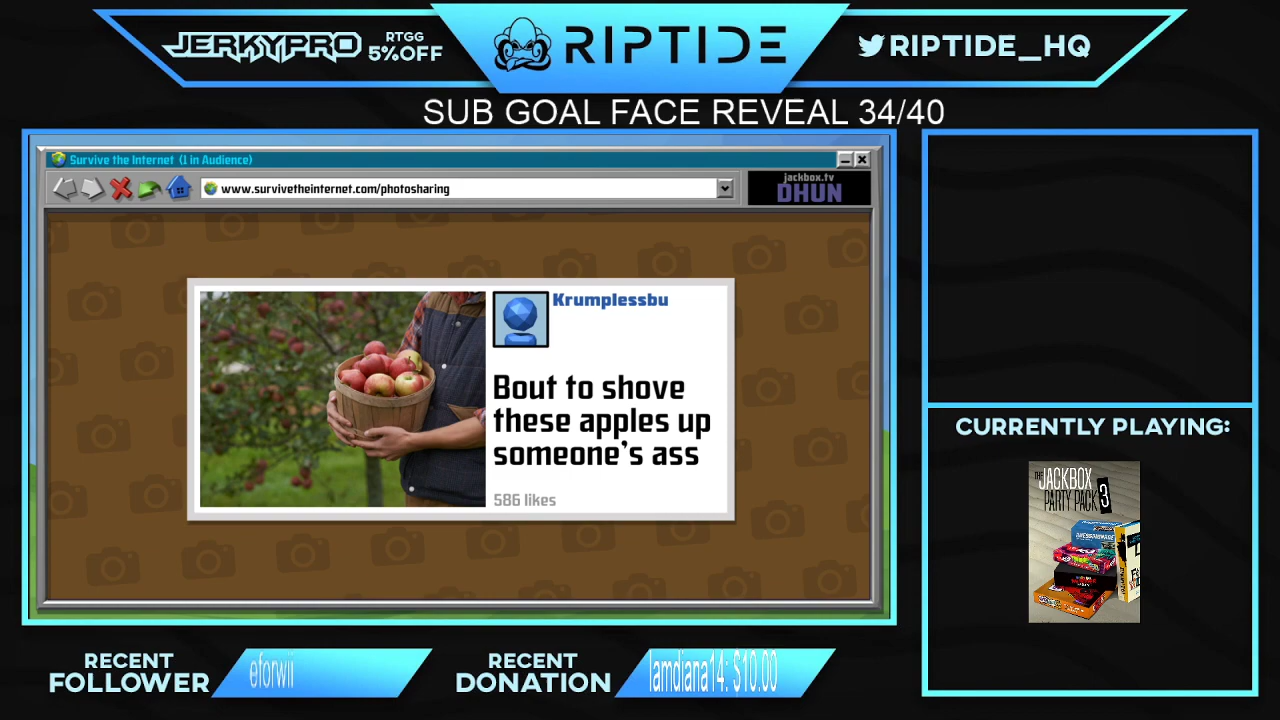 JERKYPRO
RTGG
5%OFF
RIPTIDE
RIPTIDE_HQ
SUB GOAL FACE REVEAL 34/40
Survive the Internet (1 in Audience)
www.survivetheinternet.com/photosharing
jackbox.tv
DHUN
Krumplessbu
Bout to shove
these apples up
someone's ass
586 likes
CURRENTLY PLAYING:
THE
JACKBOX
PARTY PACK 3
RECENT
FOLLOWER
eforwii
RECENT
DONATION
lamdiana14: $10.00